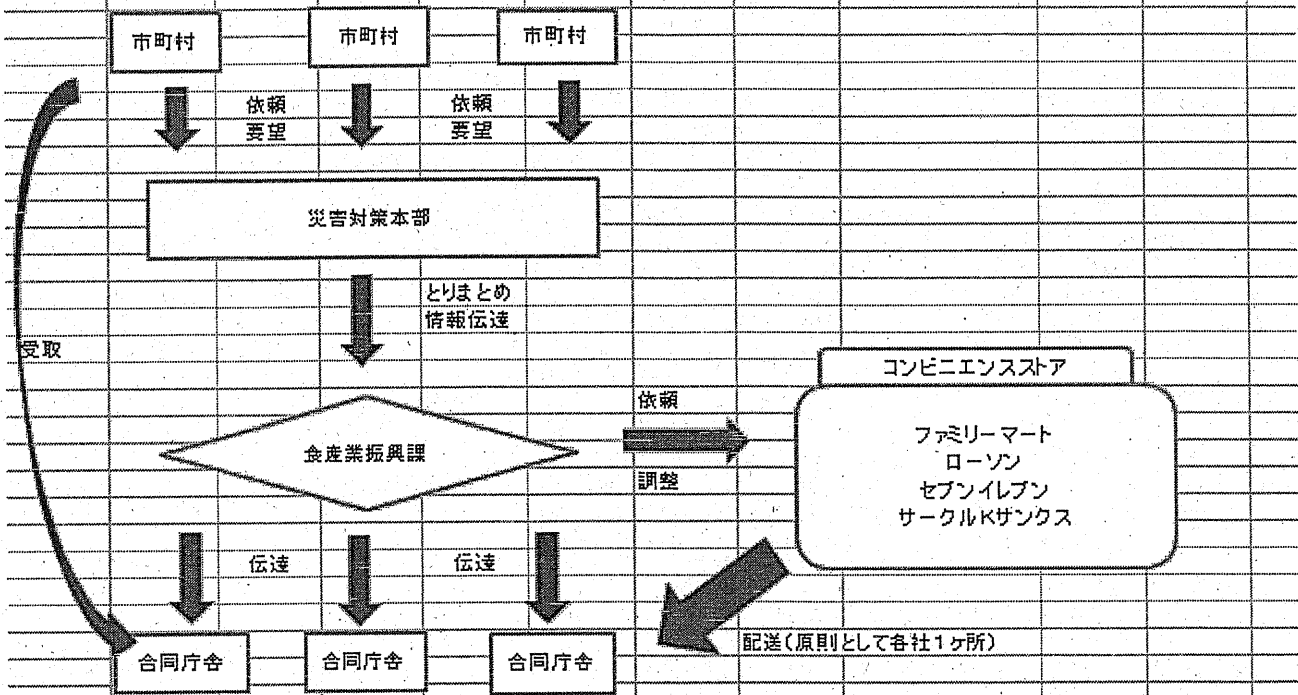 市町村
市町村
市町村
依頼
要望
依頼
要望
災害対策本部
とりまとめ
情報伝達
受取
コンビニエンスストア
依頼
食産業振興課
調整
ファミリーマート
ローソン
セブンイレブン
サークルKサンクス
伝達
伝達
配送(原則として各社1ヶ所)
合同庁舎
合同庁舎
合同庁舎